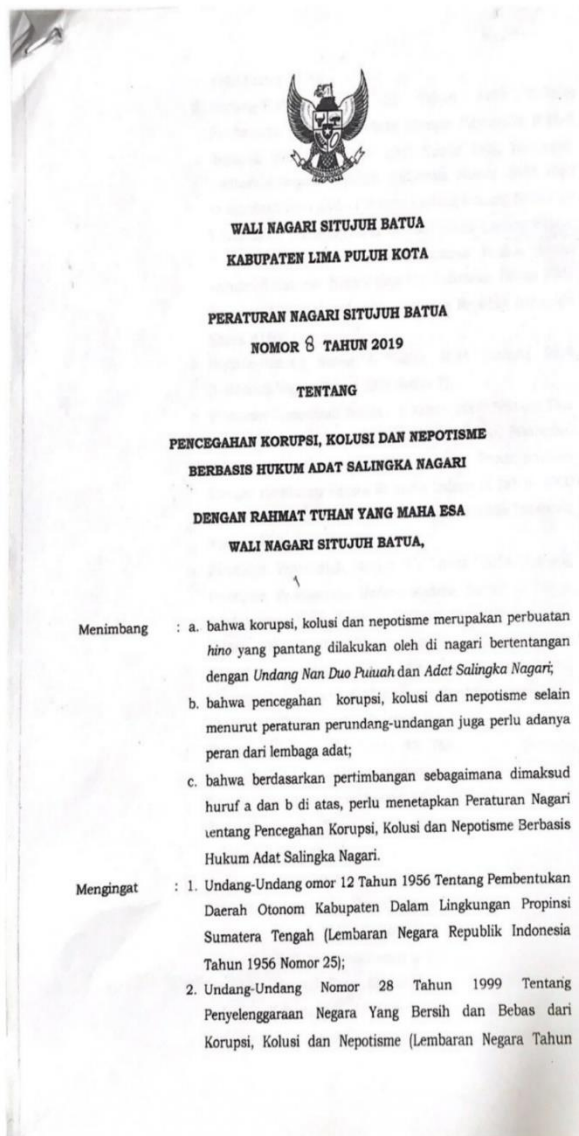 WALI NAGARI SITUJUH BATUA
KABUPATEN LIMA PULUH KOTA
PERATURAN NAGARI SITUJUH BATUA
NOMOR 8 TAHUN 2019
TENTANG
PENCEGAHAN KORUPSI, KOLUSI DAN NEPOTISME
BERBASIS HUKUM ADAT SALINGKA NAGARI
DENGAN RAHMAT TUHAN YANG MAHA ESA
WALI NAGARI SITUJUH BATUA,
Menimbang : a. bahwa korupsi, kolusi dan nepotisme merupakan perbuatan
hino yang pantang dilakukan oleh di nagari bertentangan
dengan Undang Nan Duo Puluah dan Adat Salingka Nagari;
b. bahwa pencegahan korupsi, kolusi dan nepotisme selain
menurut peraturan perundang-undangan juga perlu adanya
peran dari lembaga adat;
c. bahwa berdasarkan pertimbangan sebagaimana dimaksud
huruf a dan b di atas, perlu menetapkan Peraturan Nagari
tentang Pencegahan Korupsi, Kolusi dan Nepotisme Berbasis
Hukum Adat Salingka Nagari.
Mengingat : 1. Undang-Undang omor 12 Tahun 1956 Tentang Pembentukan
Daerah Otonom Kabupaten Dalam Lingkungan Propinsi
Sumatera Tengah (Lembaran Negara Republik Indonesia
Tahun 1956 Nomor 25);
2. Undang-Undang Nomor 28 Tahun 1999 Tentang
Penyelenggaraan Negara Yang Bersih dan Bebas dari
Korupsi, Kolusi dan Nepotisme (Lembaran Negara Tahun